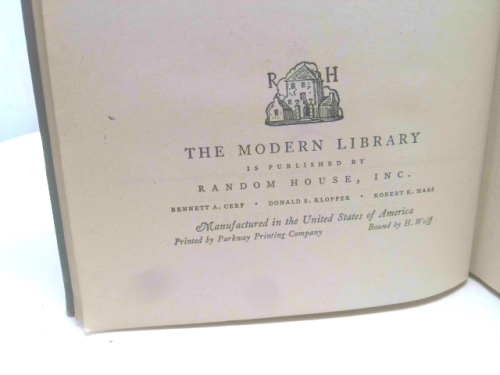 R H
THE MODERN LIBRARY
IS PUBLISHED BY
RANDOM HOUSE, INC.
BENNETT A. CERF • DONALD S. KLOPFER • ROBERT K. HAAS
Manufactured in the United States of America
Printed by Parkway Printing Company Bound by H. Wolff